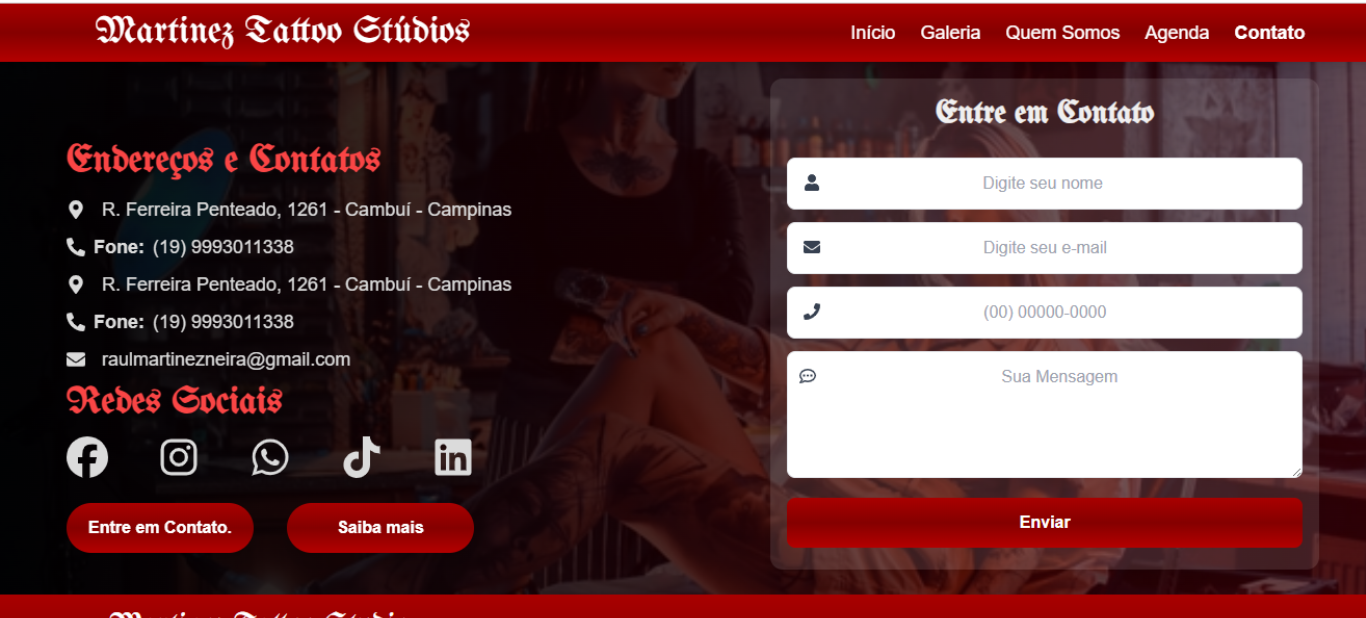 Martinez Tattoo Stúdios
Início Galeria Quem Somos Agenda Contato
Endereços e Contatos
R. Ferreira Penteado, 1261 - Cambuí - Campinas
Fone: (19) 9993011338
R. Ferreira Penteado, 1261 - Cambuí - Campinas
Fone: (19) 9993011338
raulmartinezneira@gmail.com
Redes Sociais
Entre em Contato. Saiba mais
Entre em Contato
Digite seu nome
Digite seu e-mail
(00) 00000-0000
Sua Mensagem
Enviar